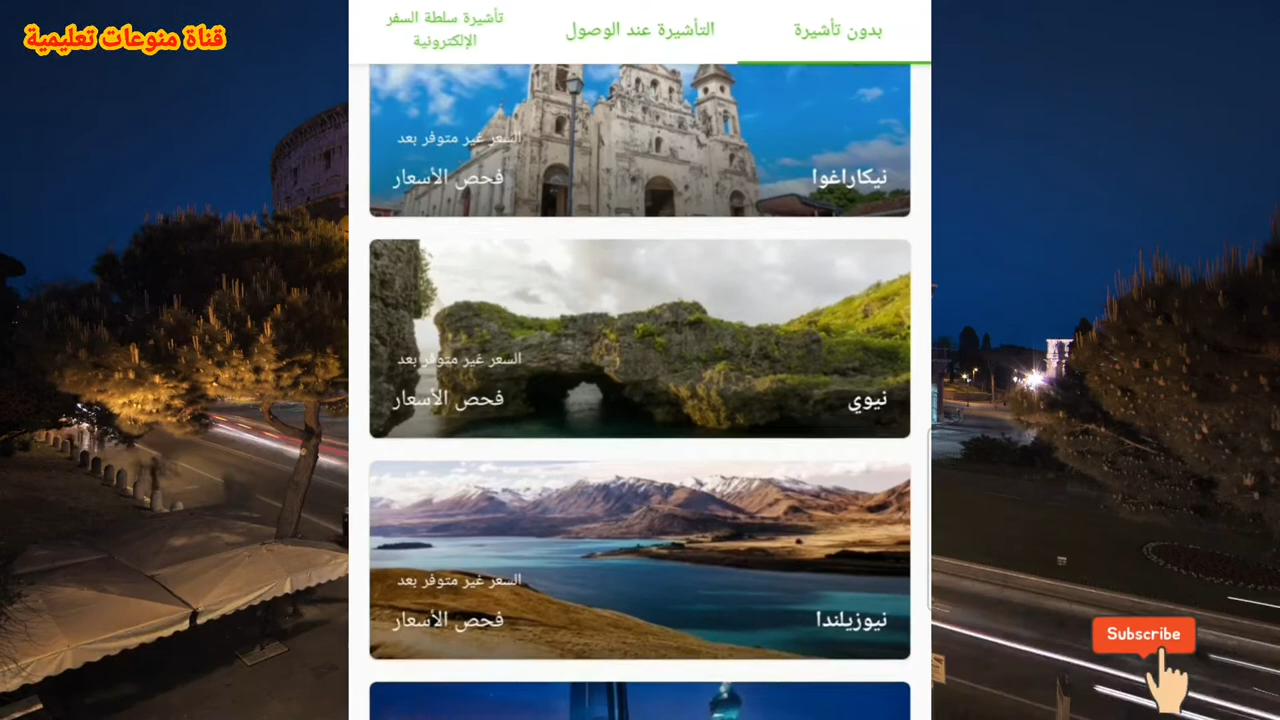 قناة منوعات تعليمية
بدون تأشيرة
التأشيرة عند الوصول
تأشيرة سلطة السفر
الإلكترونية
السعر غير متوفر بعد
نيكاراغوا
فحص الأسعار
السعر غير متوفر بعد
نيوي
فحص الأسعار
السعر غير متوفر بعد
نيوزيلندا
فحص الأسعار
Subscribe